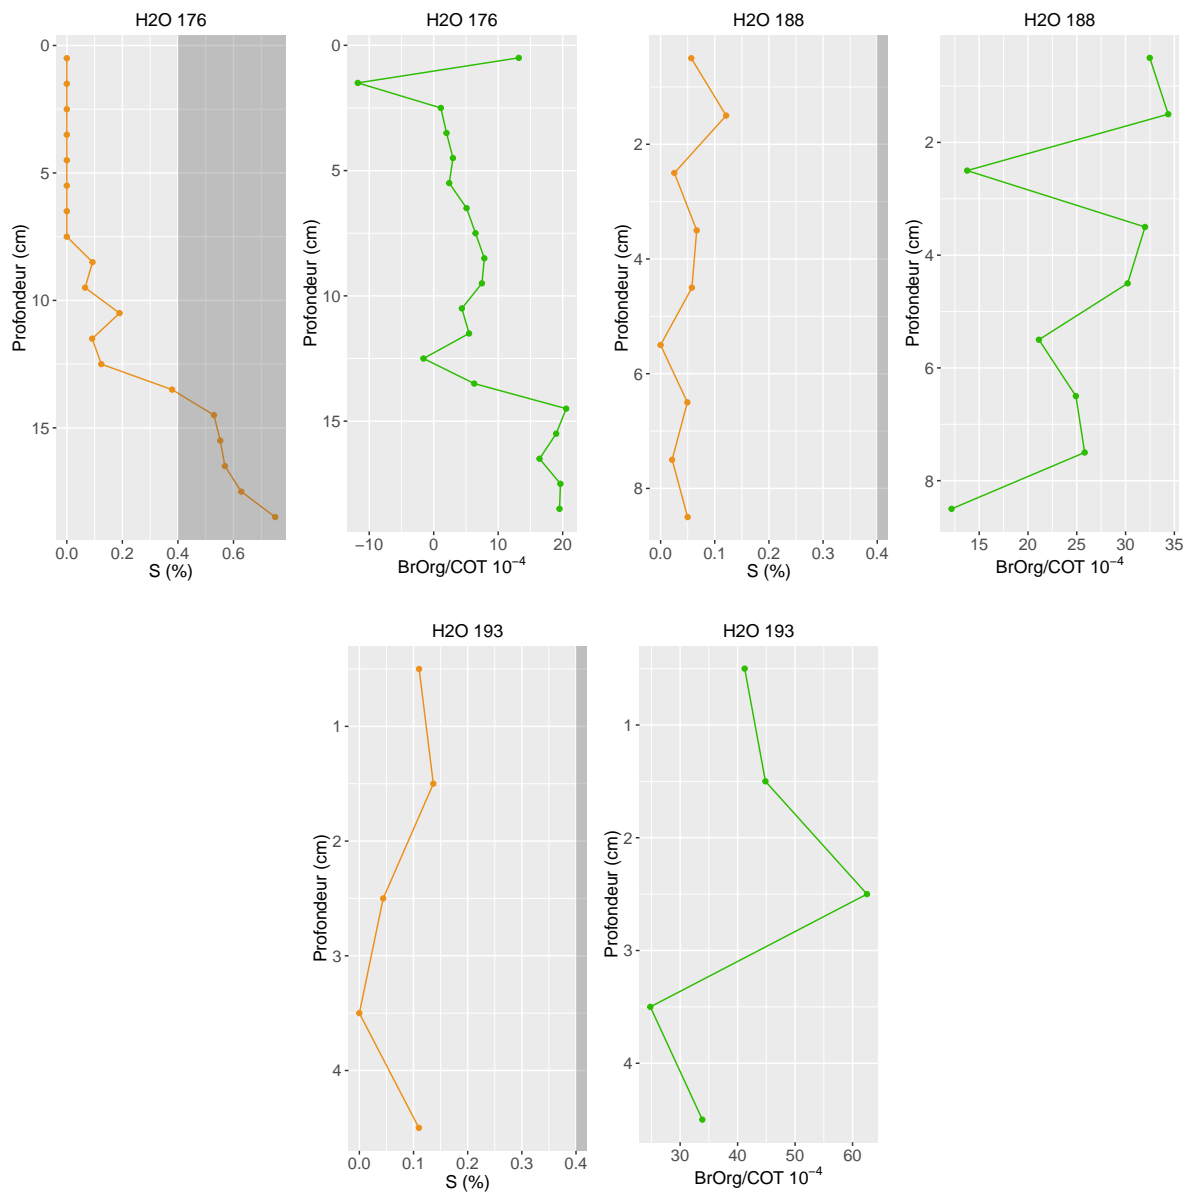 H2O 176
0
5
10
15
Profondeur (cm)
0.0 0.2 0.4 0.6
S (%)
H2O 176
0
5
10
15
Profondeur (cm)
−10 0 10 20
BrOrg/COT 10⁻⁴
H2O 188
2
4
6
8
Profondeur (cm)
0.0 0.1 0.2 0.3 0.4
S (%)
H2O 188
2
4
6
8
Profondeur (cm)
15 20 25 30 35
BrOrg/COT 10⁻⁴
H2O 193
1
2
3
4
Profondeur (cm)
0.0 0.1 0.2 0.3 0.4
S (%)
H2O 193
1
2
3
4
Profondeur (cm)
30 40 50 60
BrOrg/COT 10⁻⁴